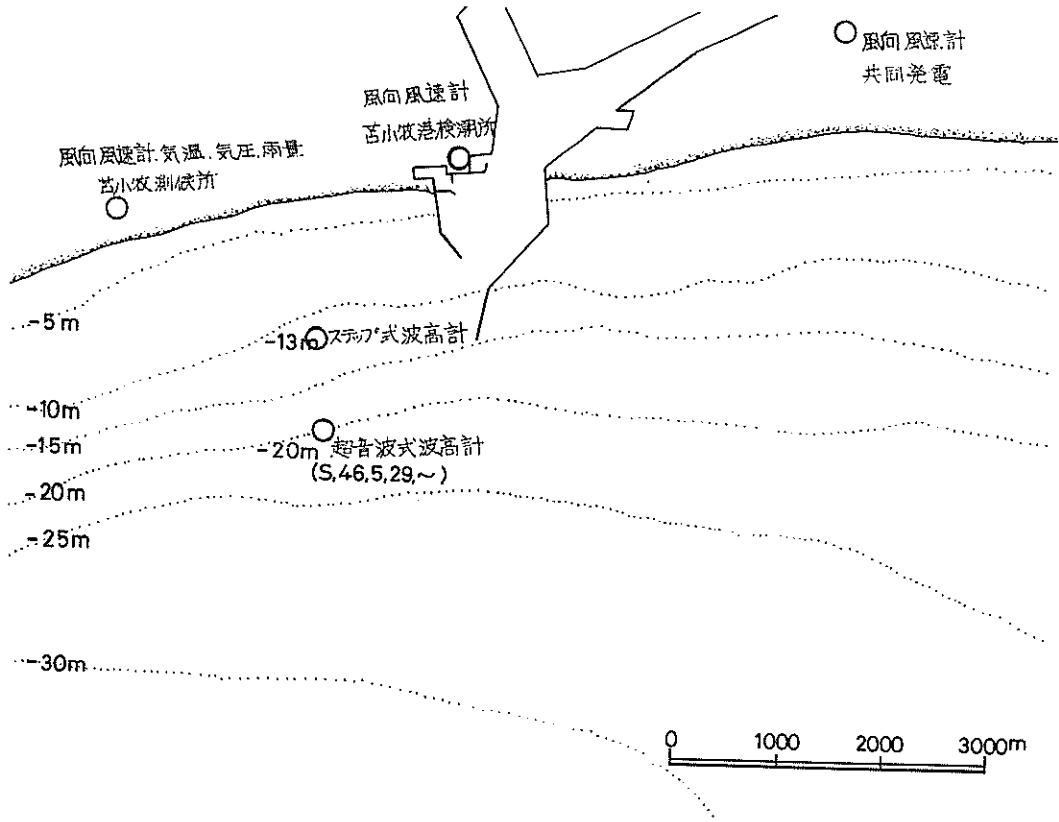 風向風速計
共同発電
風向風速計
苫小牧港検潮所
風向風速計.気温.気圧.雨量
苫小牧測候所
-5m
-13m ステップ式波高計
-10m
-15m
-20m 超音波式波高計
(S,46,5,29,~)
-20m
-25m
-30m
0 1000 2000 3000m